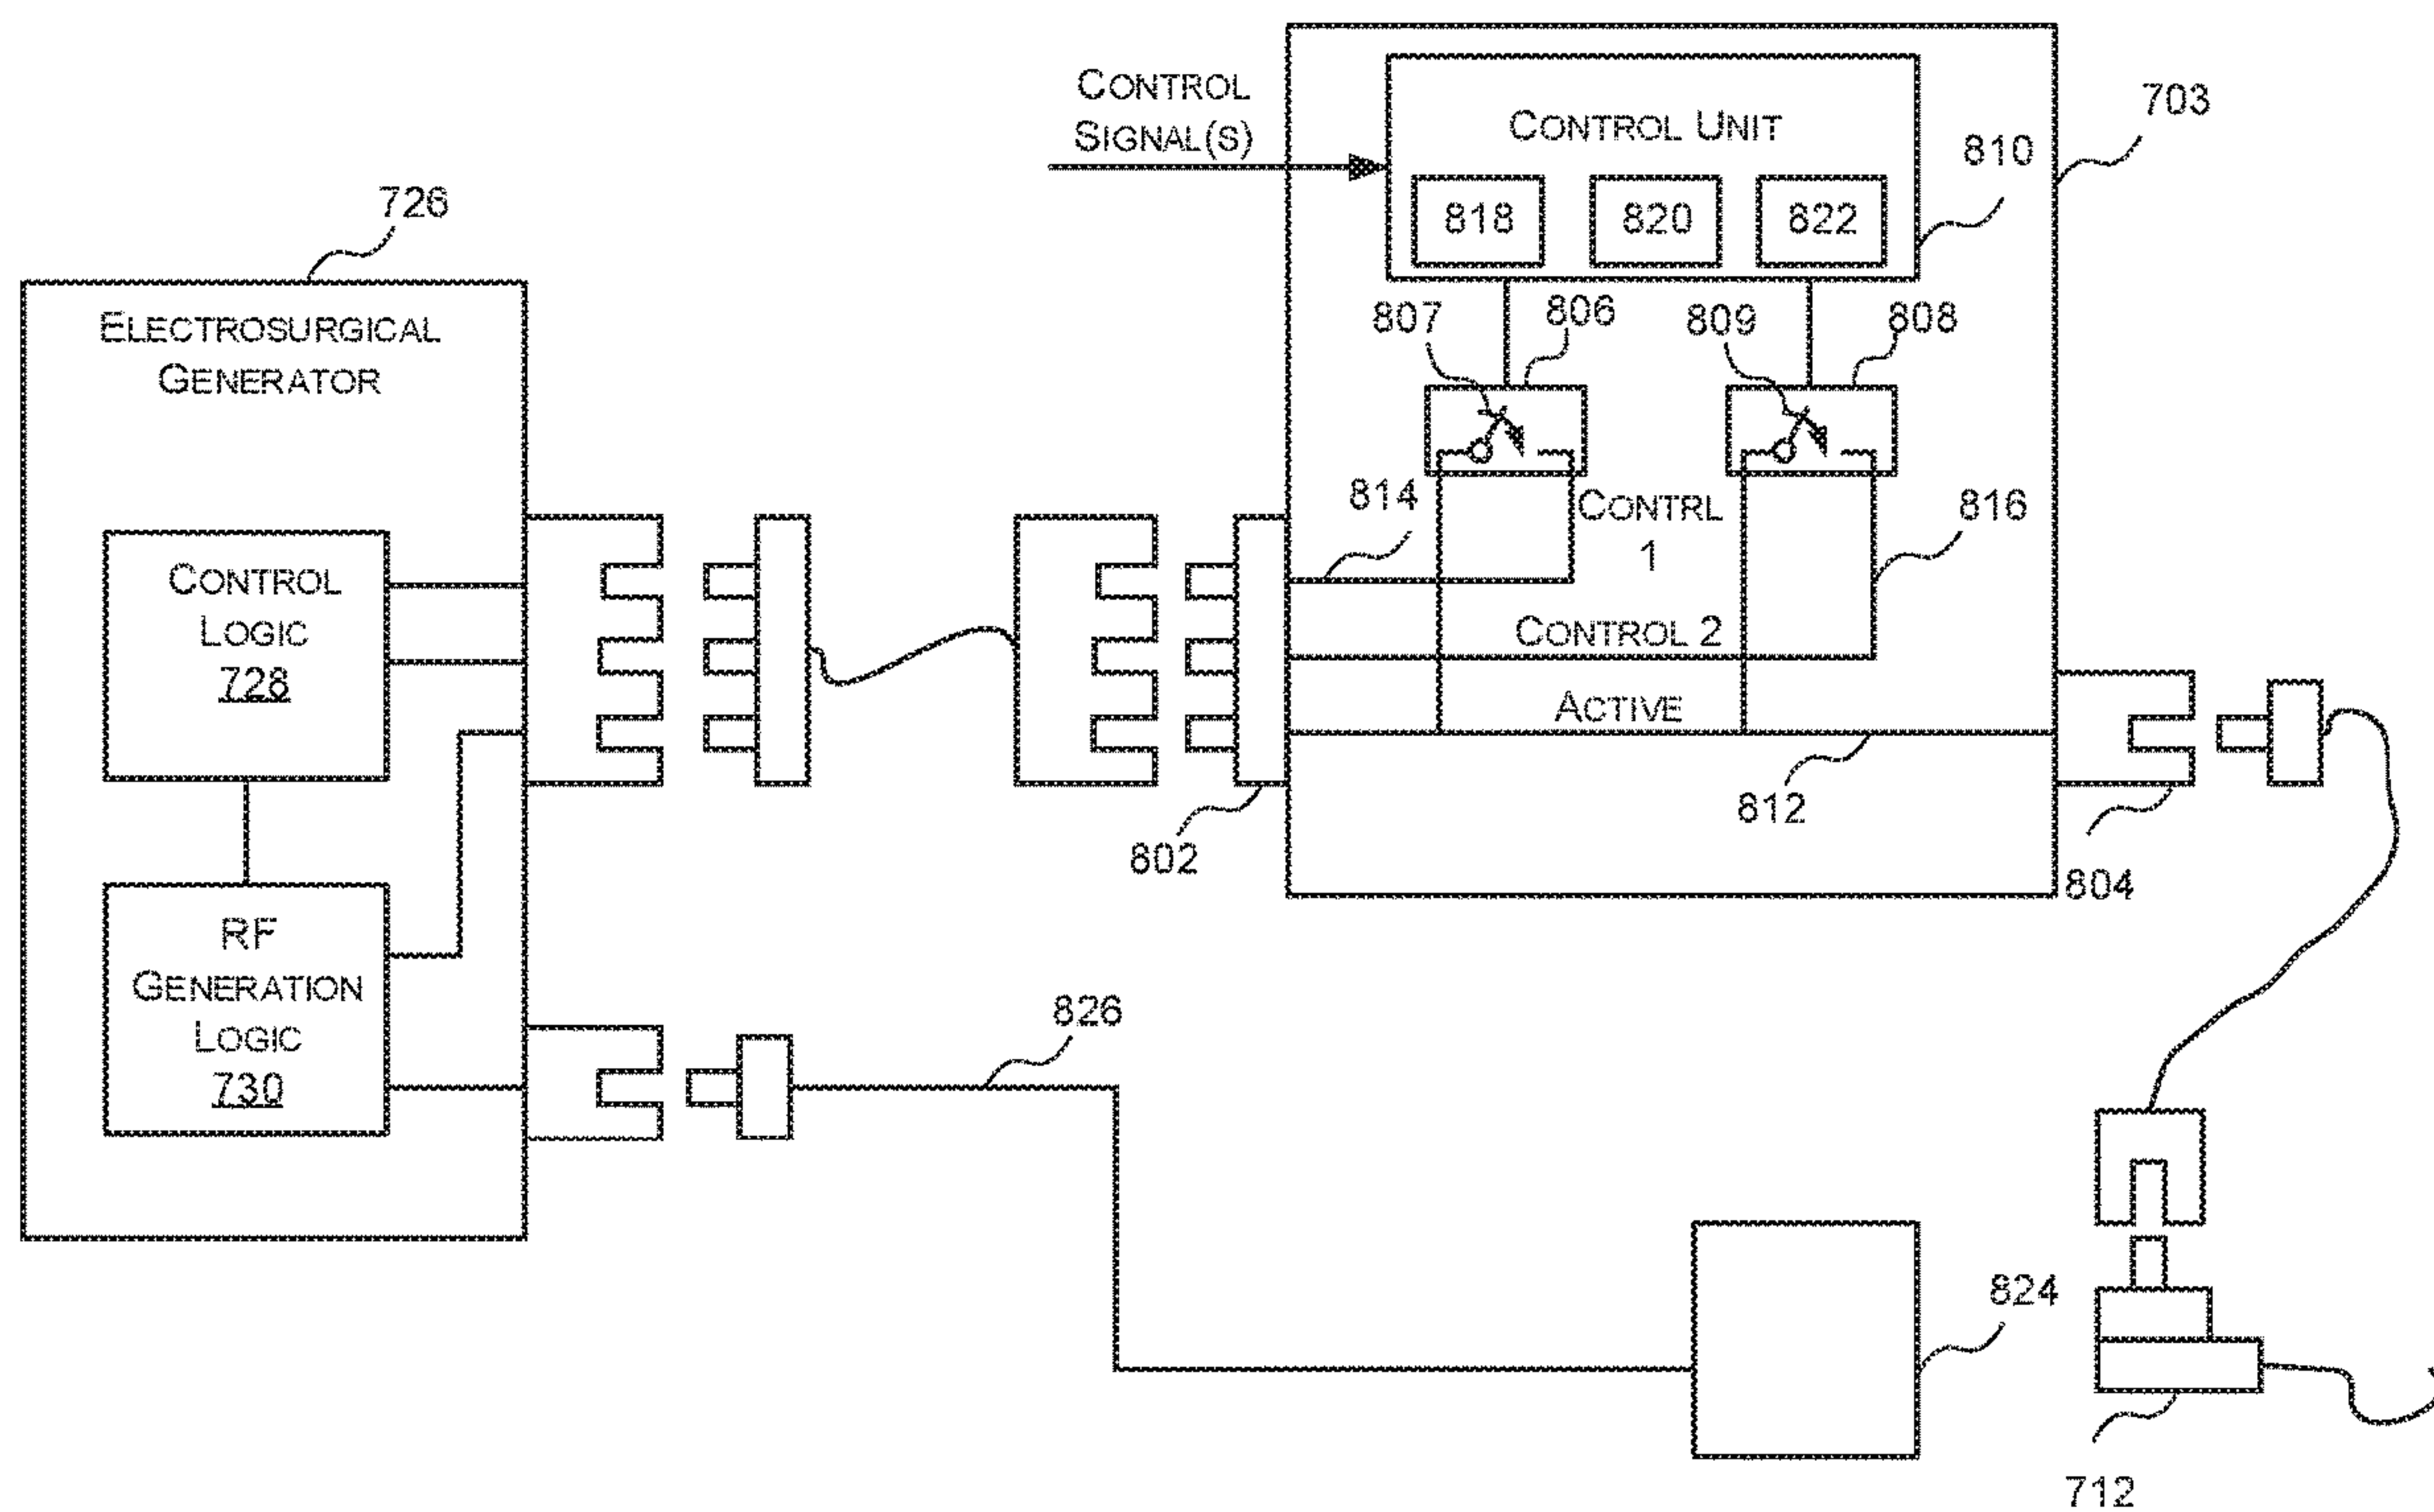 CONTROL
SIGNAL(S)
CONTROL UNIT
703
810
818
820
822
726
807
806
809
808
ELECTROSURGICAL
GENERATOR
814
CONTRL
1
816
CONTROL
LOGIC
728
CONTROL 2
ACTIVE
812
802
804
RF
GENERATION
LOGIC
730
826
824
712